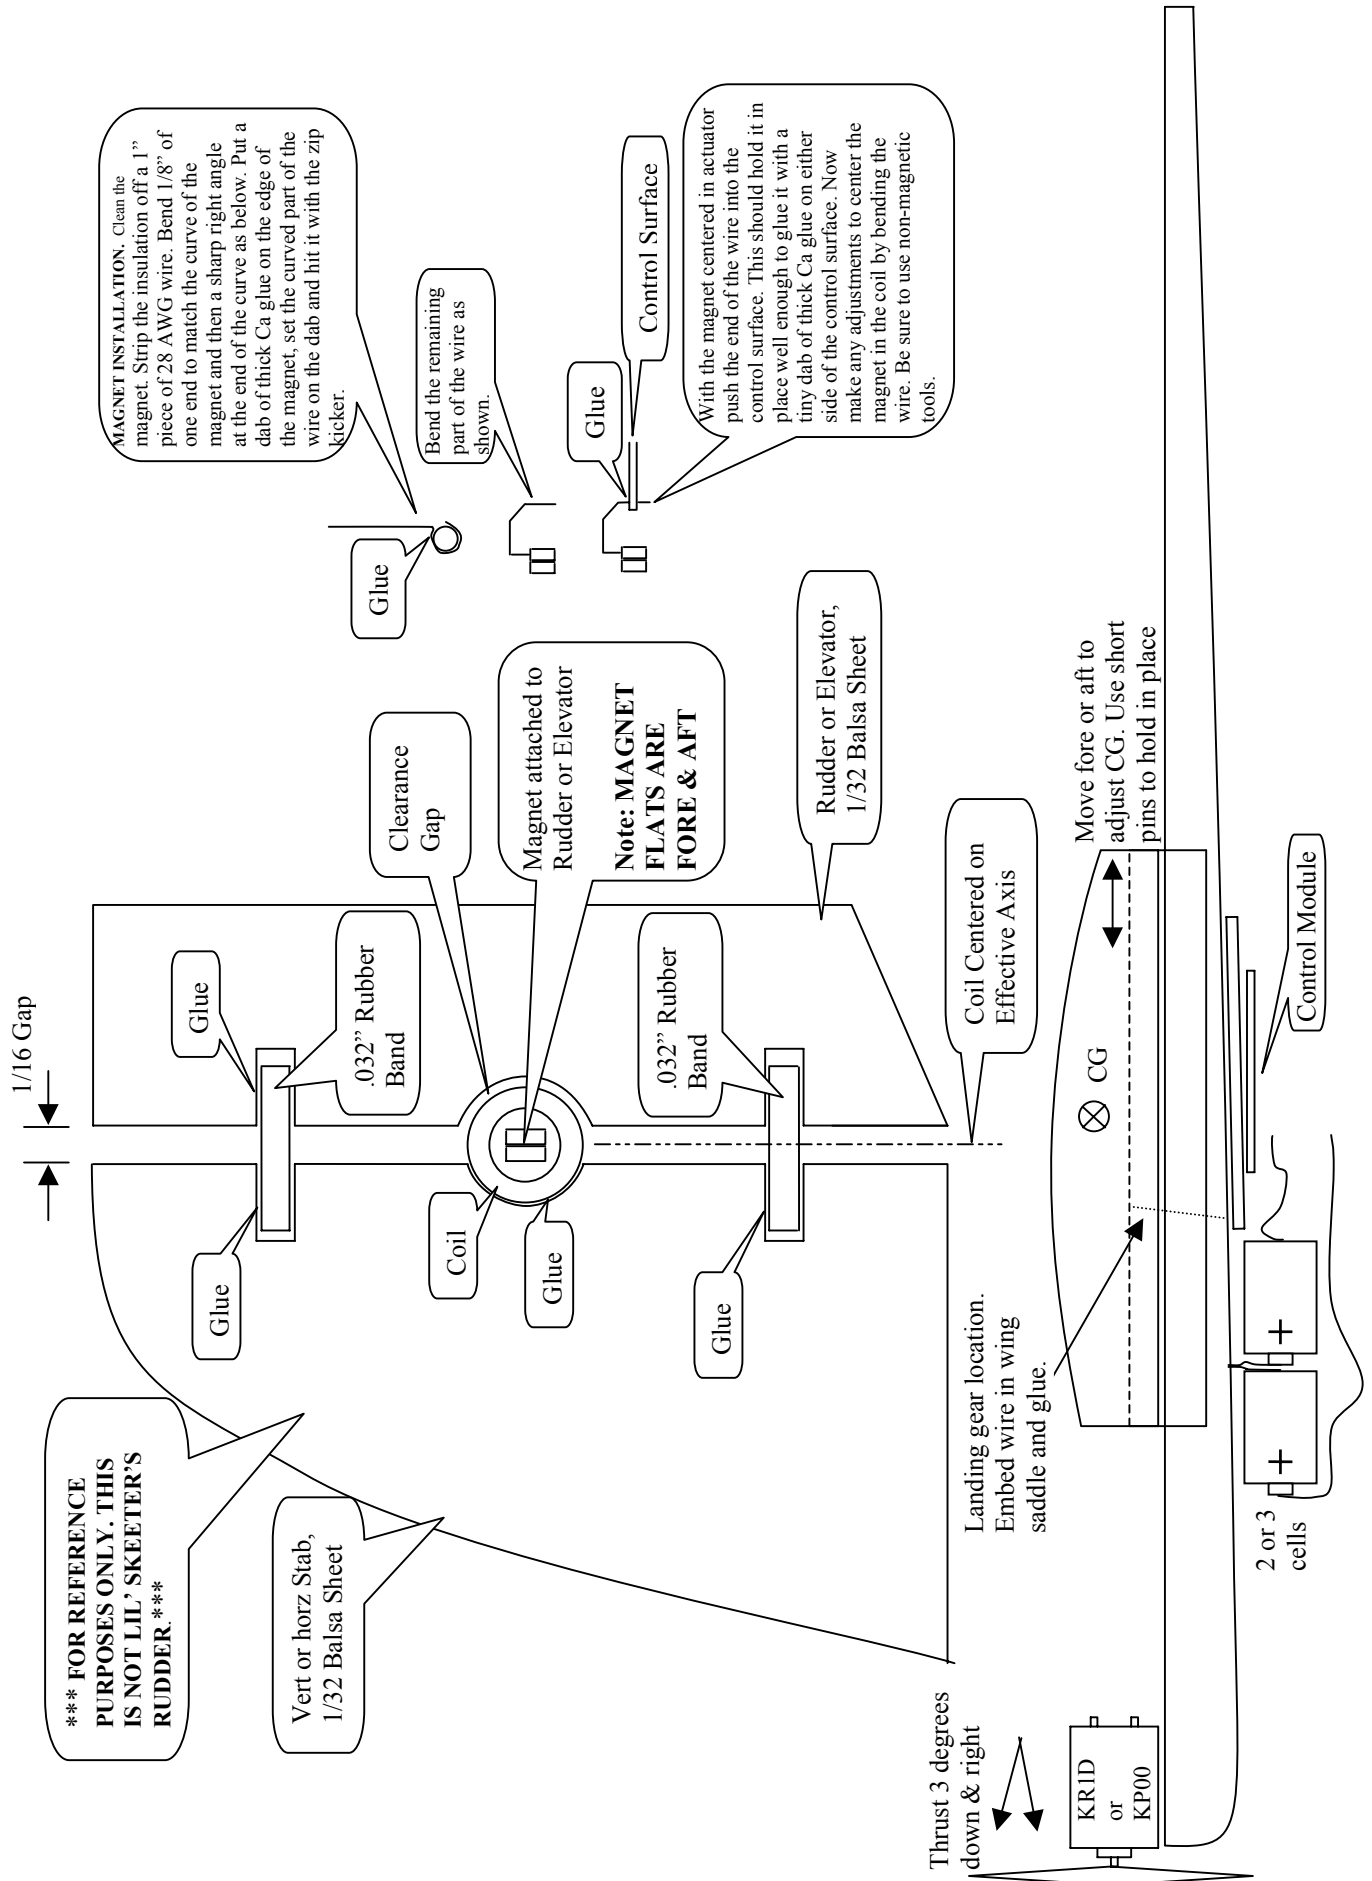 *** FOR REFERENCE
PURPOSES ONLY. THIS
IS NOT LIL’ SKEETER’S
RUDDER.***
Vert or horz Stab,
1/32 Balsa Sheet
1/16 Gap
Glue
Glue
.032” Rubber
Band
Coil
Glue
Clearance
Gap
Magnet attached to
Rudder or Elevator
Note: MAGNET
FLATS ARE
FORE & AFT
Glue
.032” Rubber
Band
Rudder or Elevator,
1/32 Balsa Sheet
Coil Centered on
Effective Axis
MAGNET INSTALLATION. Clean the
magnet. Strip the insulation off a 1”
piece of 28 AWG wire. Bend 1/8” of
one end to match the curve of the
magnet and then a sharp right angle
at the end of the curve as below. Put a
dab of thick Ca glue on the edge of
the magnet, set the curved part of the
wire on the dab and hit it with the zip
kicker.
Glue
Bend the remaining
part of the wire as
shown.
Glue
Control Surface
With the magnet centered in actuator
push the end of the wire into the
control surface. This should hold it in
place well enough to glue it with a
tiny dab of thick Ca glue on either
side of the control surface. Now
make any adjustments to center the
magnet in the coil by bending the
wire. Be sure to use non-magnetic
tools.
Thrust 3 degrees
down & right
KR1D
or
KP00
Landing gear location.
Embed wire in wing
saddle and glue.
CG
Move fore or aft to
adjust CG. Use short
pins to hold in place
2 or 3
cells
+
+
Control Module